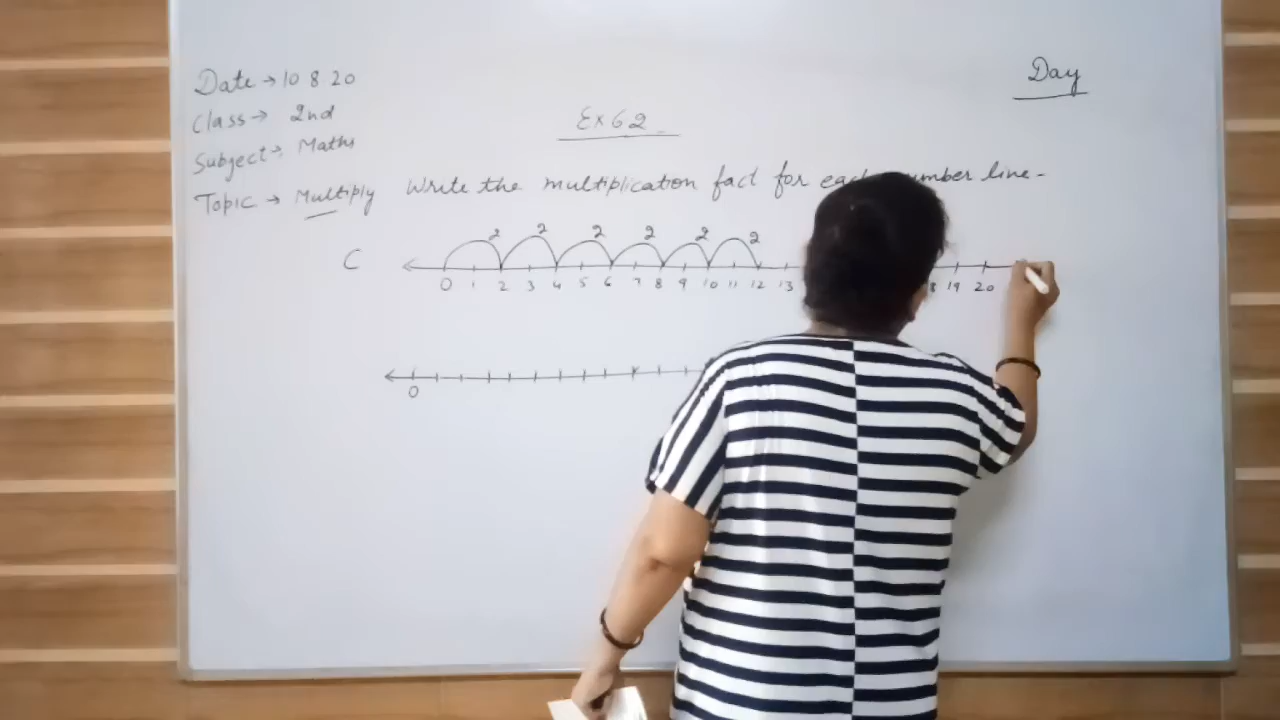 Day
Date → 10 8 20
Class → 2nd
Subject → Maths
Topic → Multiply
Ex 6 2
Write the multiplication fact for number line -
2 2 2 2 2 2
C
0 1 2 3 4 5 6 7 8 9 10 11 12 13 19 20
0